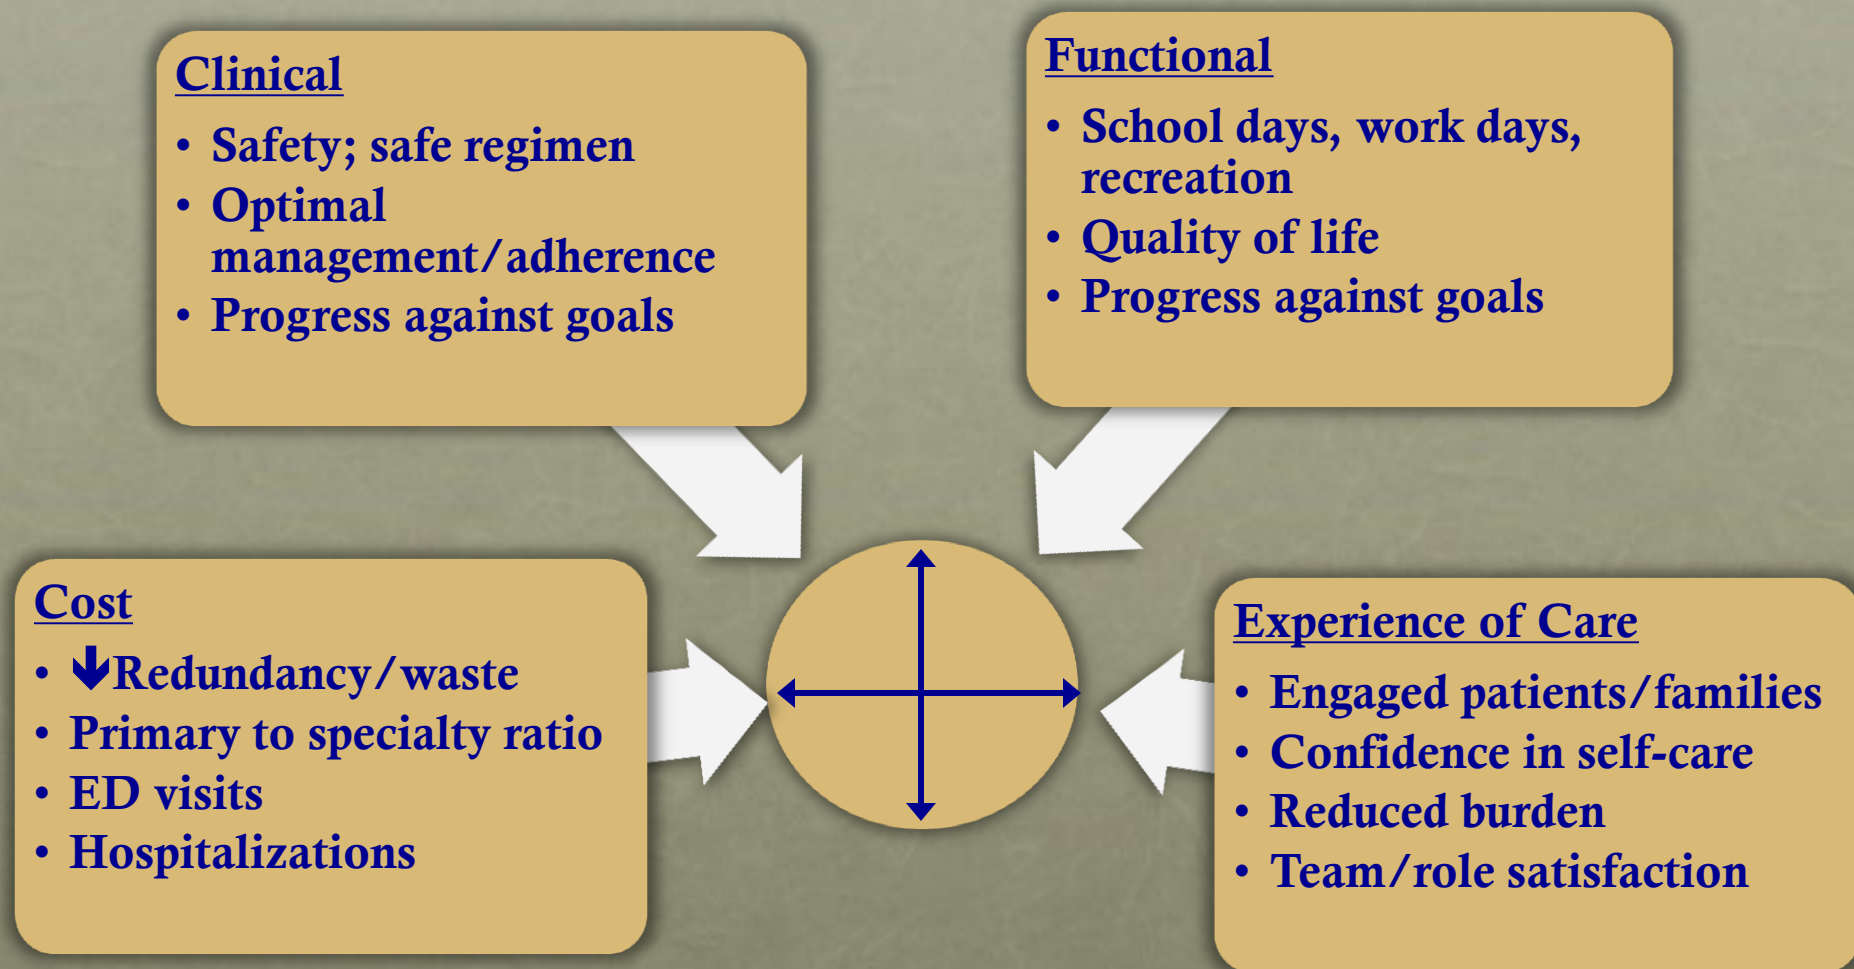 Clinical
• Safety; safe regimen
• Optimal
management/adherence
• Progress against goals
Functional
• School days, work days,
recreation
• Quality of life
• Progress against goals
Cost
• 🡻Redundancy/waste
• Primary to specialty ratio
• ED visits
• Hospitalizations
Experience of Care
• Engaged patients/families
• Confidence in self-care
• Reduced burden
• Team/role satisfaction